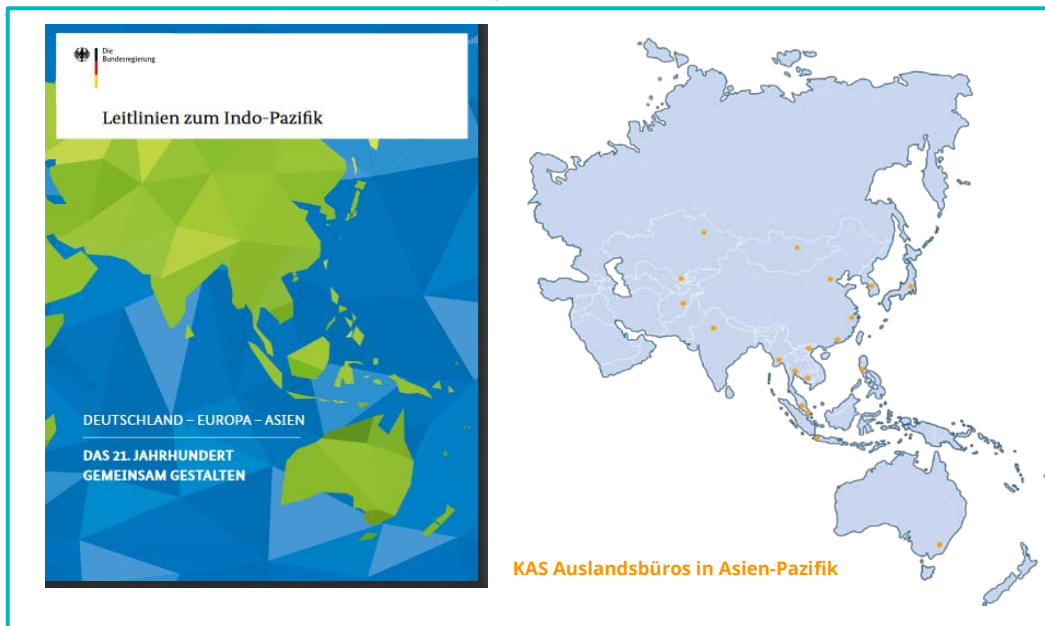 Die
Bundesregierung
Leitlinien zum Indo-Pazifik
DEUTSCHLAND – EUROPA – ASIEN
DAS 21. JAHRHUNDERT
GEMEINSAM GESTALTEN
KAS Auslandsbüros in Asien-Pazifik